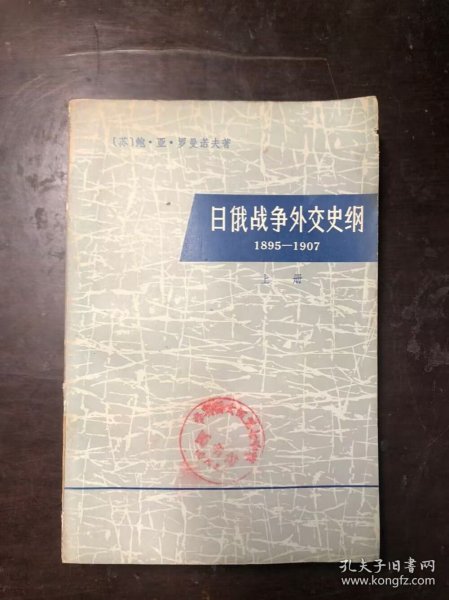 〔苏〕鲍·亚·罗曼诺夫著
日俄战争外交史纲
1895—1907
上册
孔夫子旧书网
www.kongfz.com